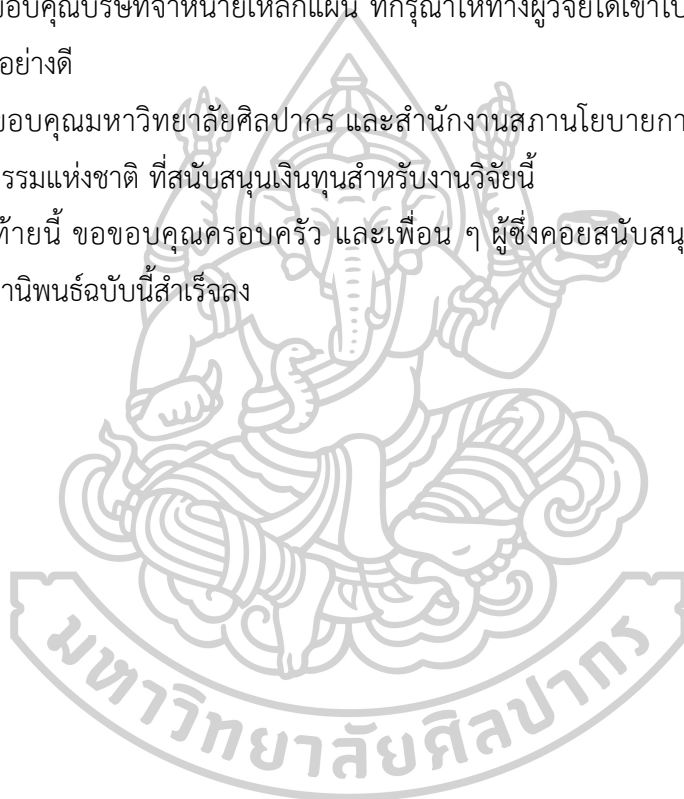 ขอบคุณบริษัทจำหน่ายเหล็กแผ่น ที่กรุณาให้ทางผู้วิจัยได้เข้าไป
อย่างดี
ขอบคุณมหาวิทยาลัยศิลปากร และสำนักงานสภานโยบายกา
รรมแห่งชาติ ที่สนับสนุนเงินทุนสำหรับงานวิจัยนี้
ท้ายนี้ ขอขอบคุณครอบครัว และเพื่อน ๆ ผู้ซึ่งคอยสนับสนุ
านิพนธ์ฉบับนี้สำเร็จลง
มหาวิทยาลัยศิลปากร